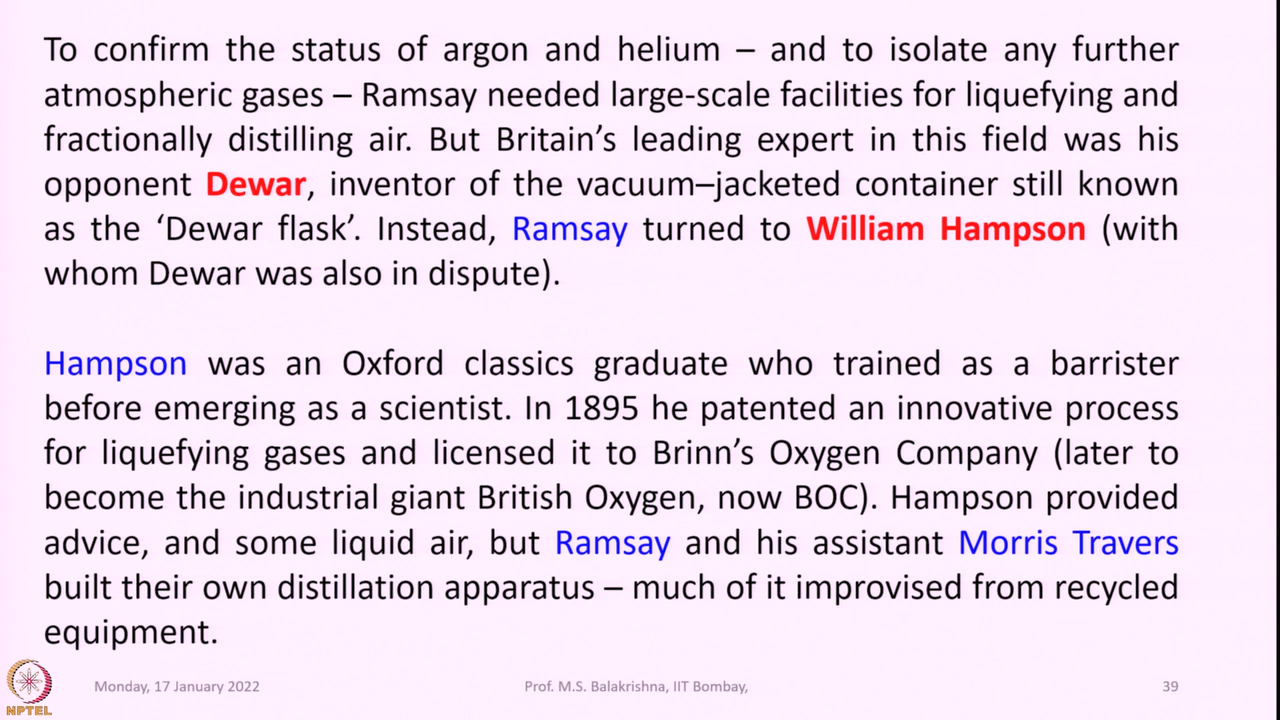 To confirm the status of argon and helium – and to isolate any further
atmospheric gases – Ramsay needed large-scale facilities for liquefying and
fractionally distilling air. But Britain’s leading expert in this field was his
opponent Dewar, inventor of the vacuum–jacketed container still known
as the ‘Dewar flask’. Instead, Ramsay turned to William Hampson (with
whom Dewar was also in dispute).
Hampson was an Oxford classics graduate who trained as a barrister
before emerging as a scientist. In 1895 he patented an innovative process
for liquefying gases and licensed it to Brinn’s Oxygen Company (later to
become the industrial giant British Oxygen, now BOC). Hampson provided
advice, and some liquid air, but Ramsay and his assistant Morris Travers
built their own distillation apparatus – much of it improvised from recycled
equipment.
NPTEL
Monday, 17 January 2022
Prof. M.S. Balakrishna, IIT Bombay,
39